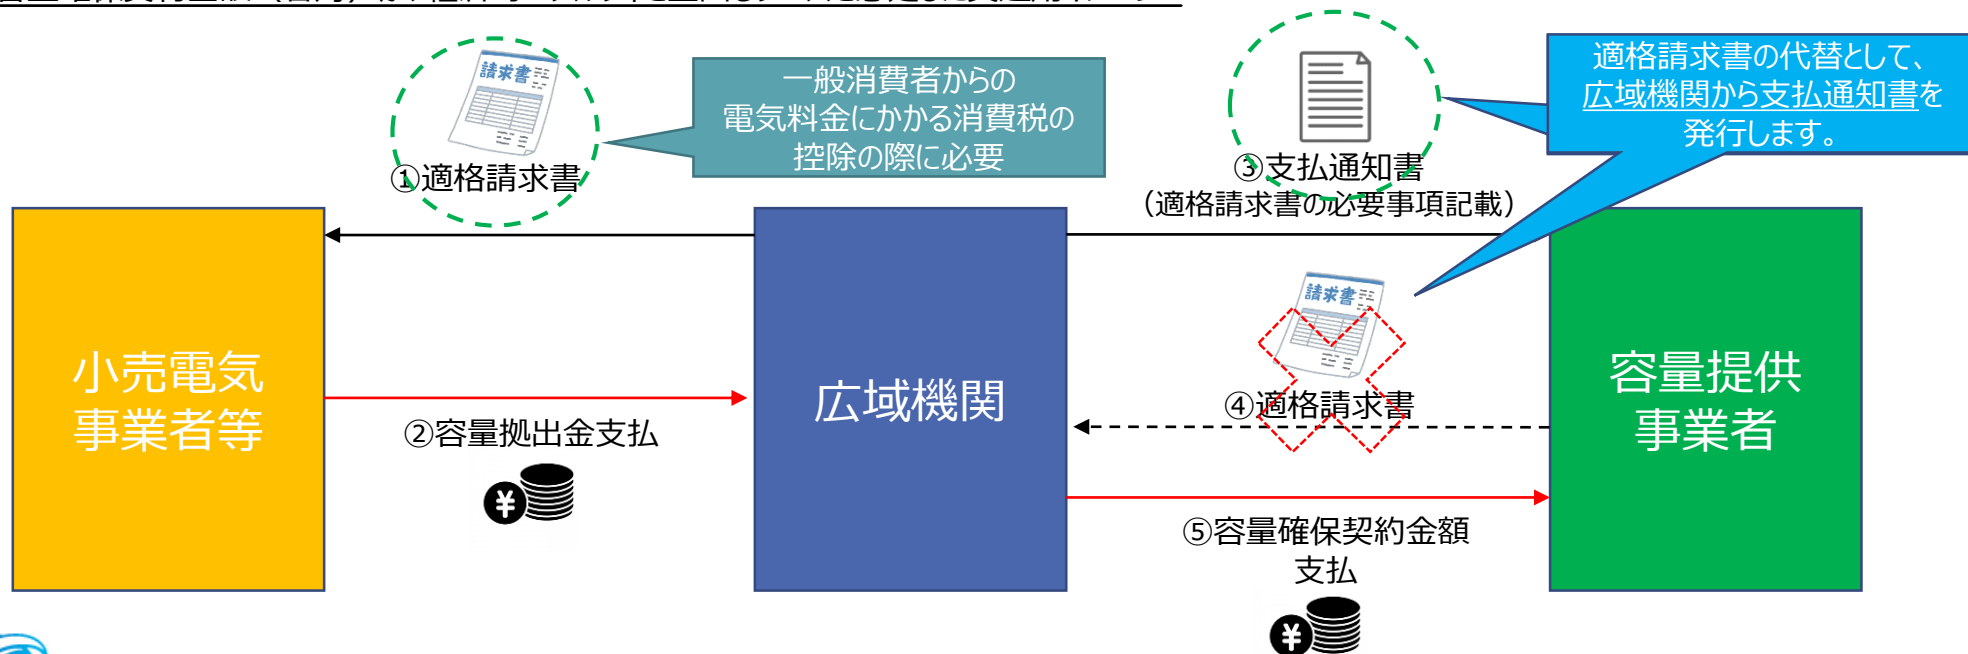 請求書
①適格請求書
一般消費者からの
電気料金にかかる消費税の
控除の際に必要
③支払通知書
（適格請求書の必要事項記載）
適格請求書の代替として、
広域機関から支払通知書を
発行します。
小売電気
事業者等
②容量拠出金支払
¥
広域機関
請求書
④適格請求書
⑤容量確保契約金額
支払
¥
容量提供
事業者